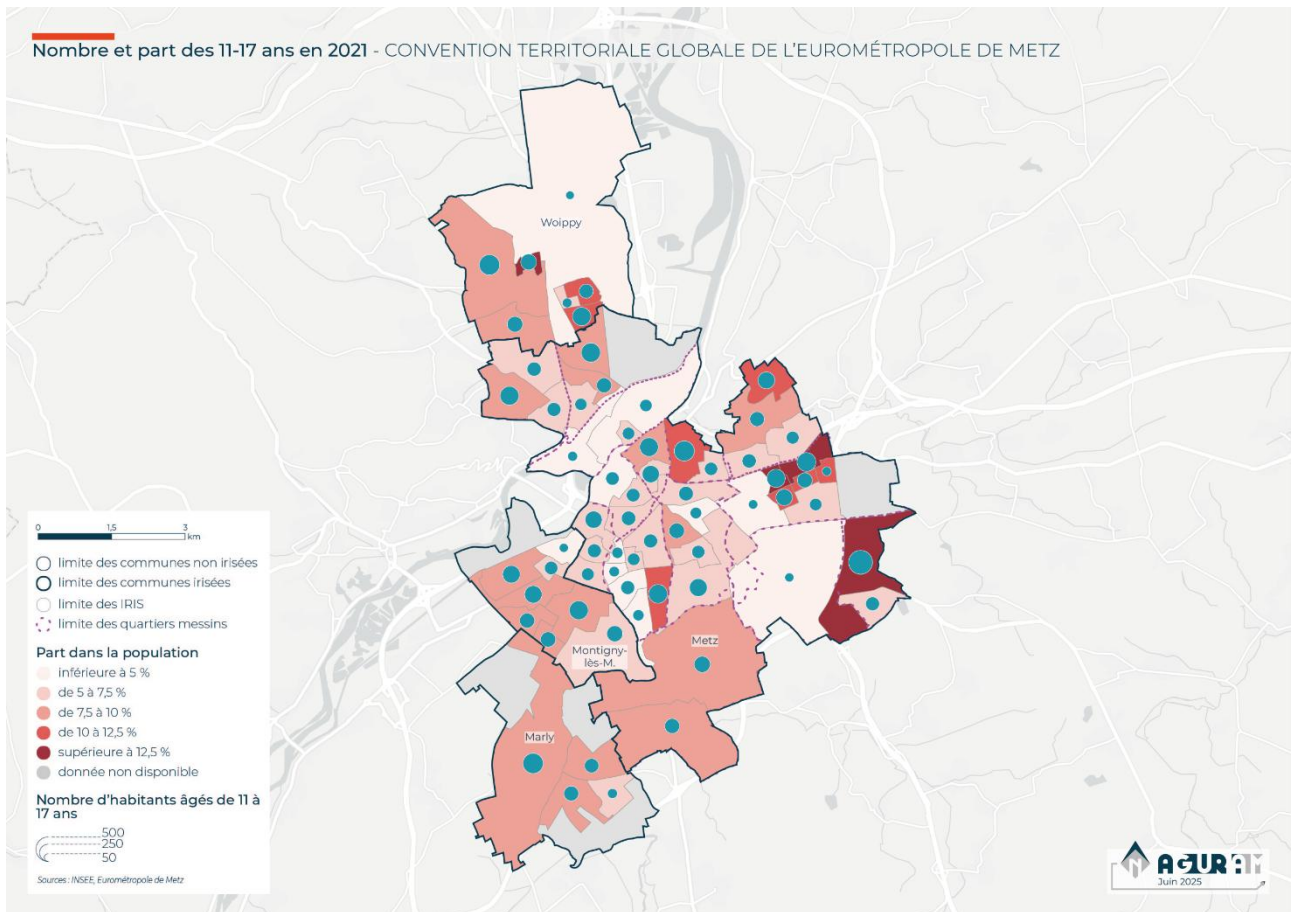 Nombre et part des 11-17 ans en 2021 - CONVENTION TERRITORIALE GLOBALE DE L'EUROMÉTROPOLE DE METZ
Woippy
Metz
Montigny-
lès-M.
Marly
0 1,5 3
km
limite des communes non irisées
limite des communes irisées
limite des IRIS
limite des quartiers messins
Part dans la population
inférieure à 5 %
de 5 à 7,5 %
de 7,5 à 10 %
de 10 à 12,5 %
supérieure à 12,5 %
donnée non disponible
Nombre d'habitants âgés de 11 à
17 ans
500
250
50
Sources : INSEE, Eurométropole de Metz
N
AGURAM
Juin 2025